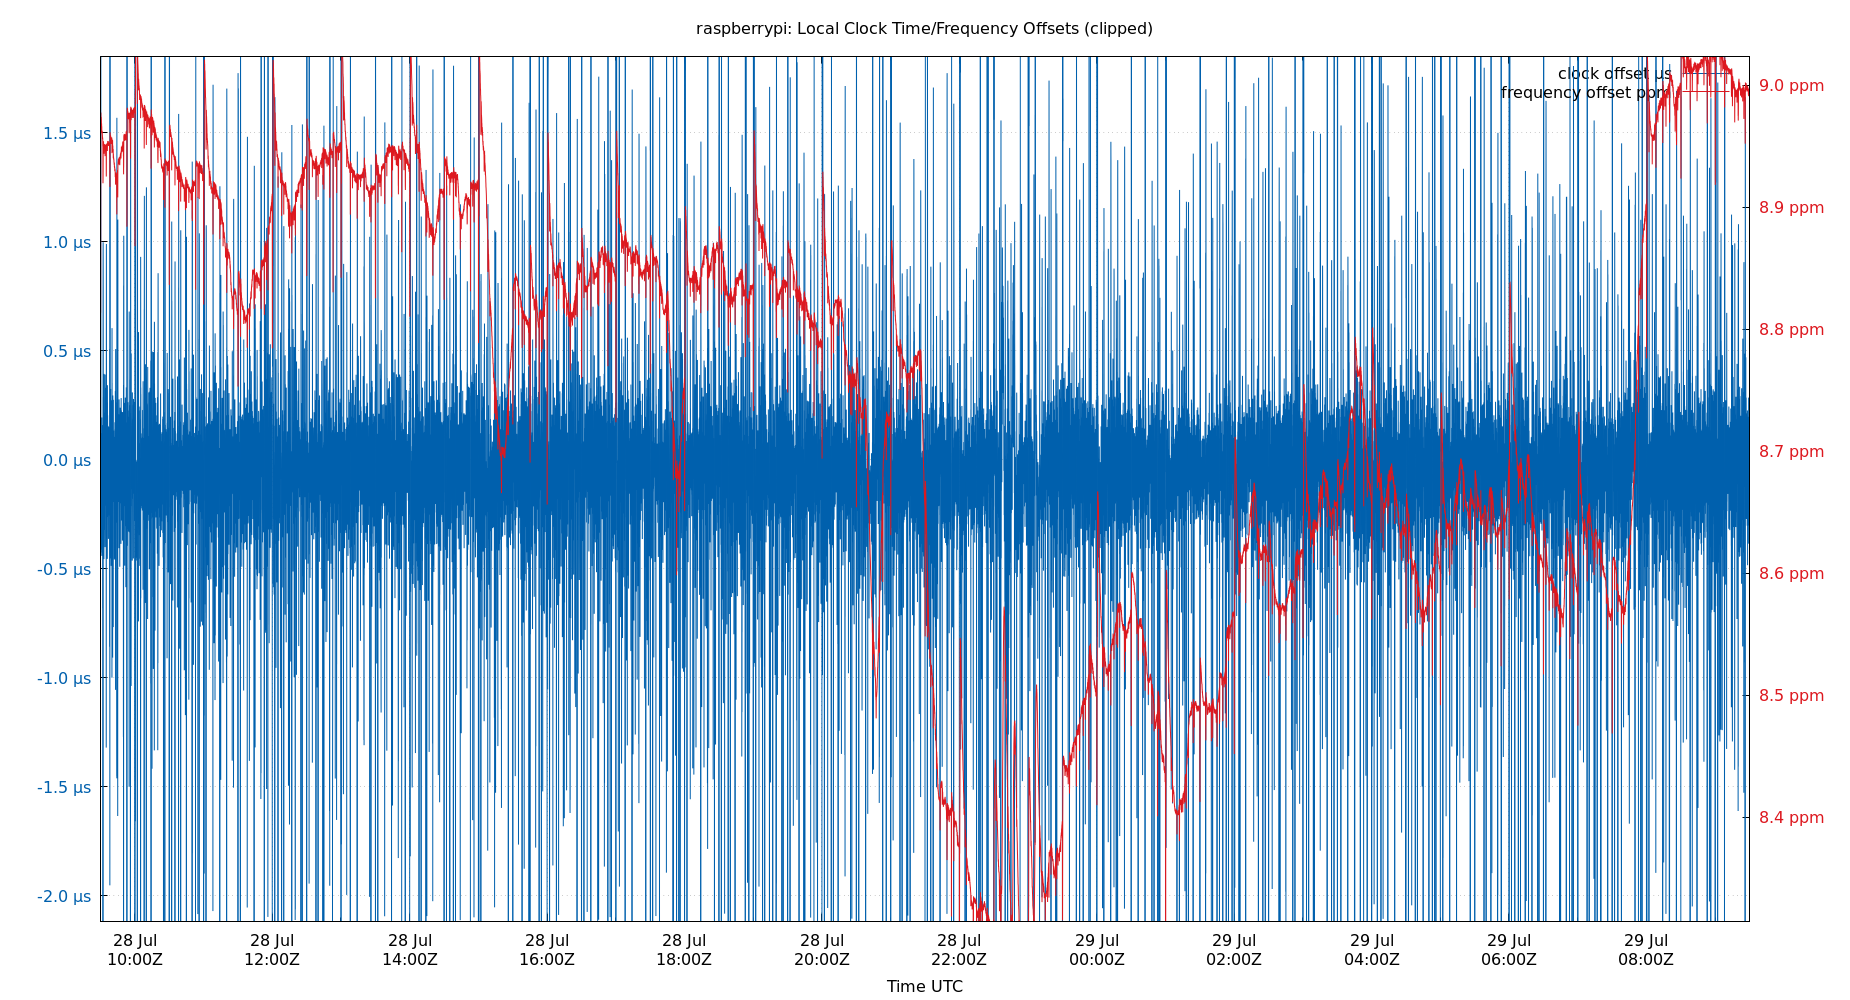 raspberrypi: Local Clock Time/Frequency Offsets (clipped)
clock offset µs
frequency offset ppm
1.5 µs
1.0 µs
0.5 µs
0.0 µs
-0.5 µs
-1.0 µs
-1.5 µs
-2.0 µs
9.0 ppm
8.9 ppm
8.8 ppm
8.7 ppm
8.6 ppm
8.5 ppm
8.4 ppm
28 Jul
10:00Z
28 Jul
12:00Z
28 Jul
14:00Z
28 Jul
16:00Z
28 Jul
18:00Z
28 Jul
20:00Z
28 Jul
22:00Z
29 Jul
00:00Z
29 Jul
02:00Z
29 Jul
04:00Z
29 Jul
06:00Z
29 Jul
08:00Z
Time UTC